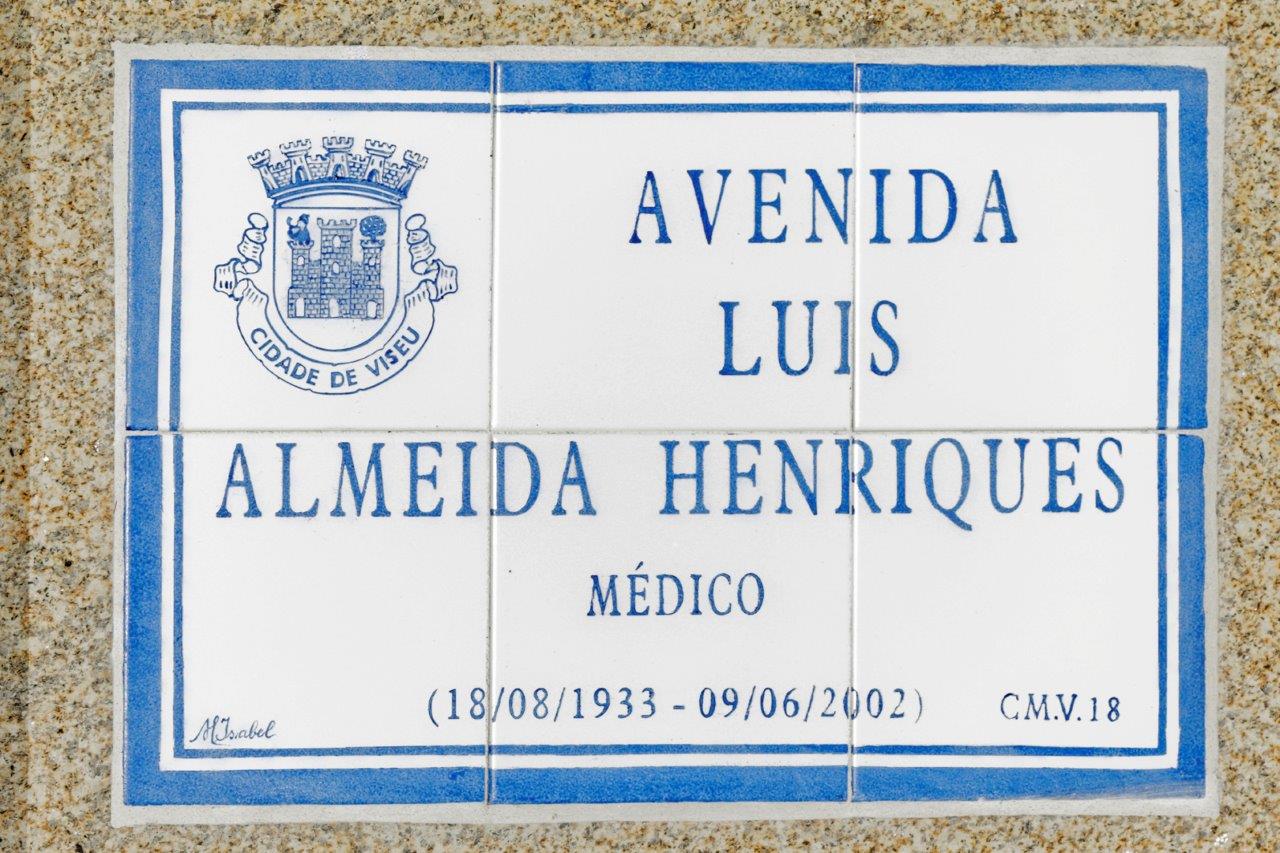 CIDADE DE VISEU
AVENIDA
LUIS
ALMEIDA HENRIQUES
MÉDICO
(18/08/1933 - 09/06/2002)
C.M.V. 18
M Isabel